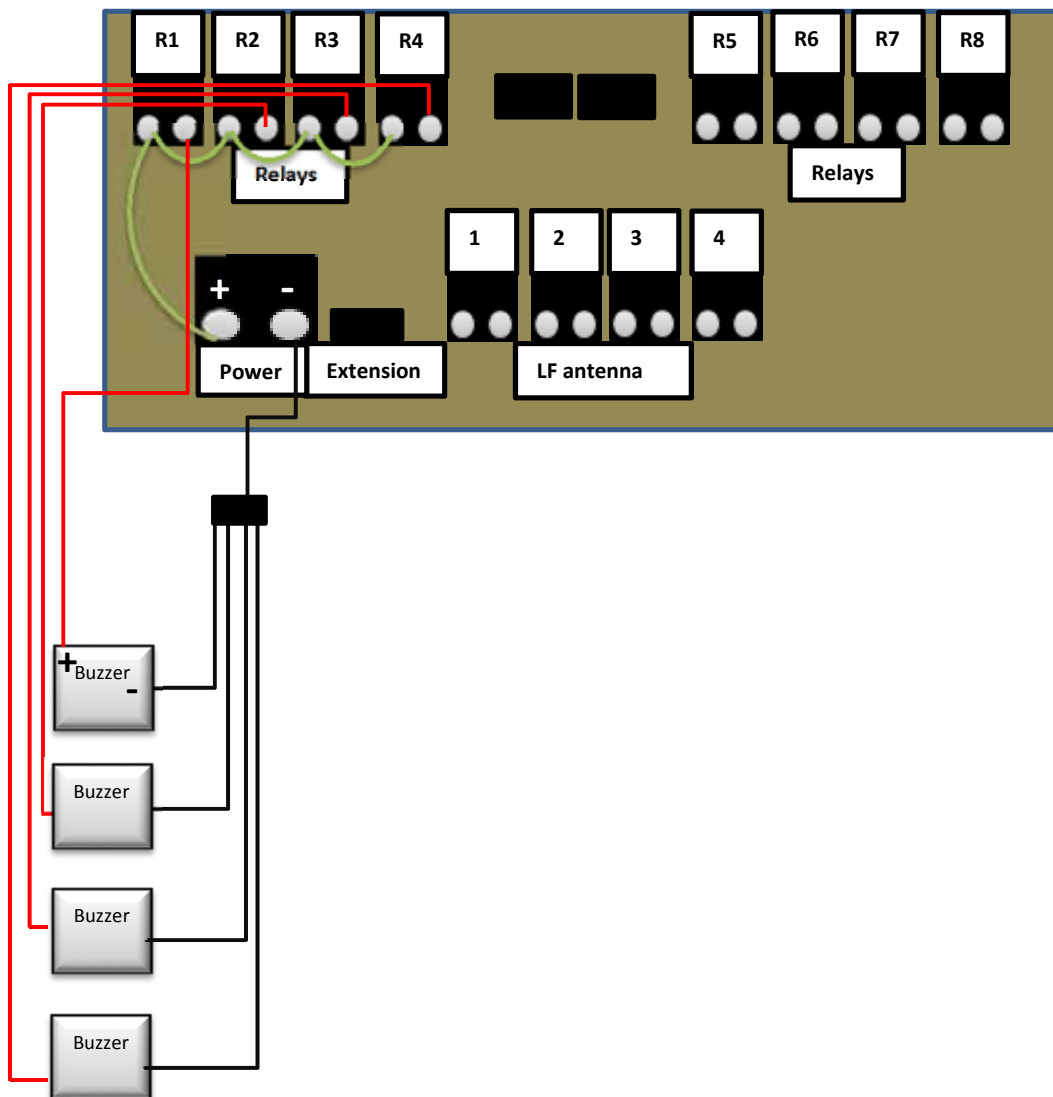 R1 R2 R3 R4 R5 R6 R7 R8
Relays Relays
1 2 3 4
+ -
Power Extension LF antenna
+
Buzzer
-
Buzzer
Buzzer
Buzzer